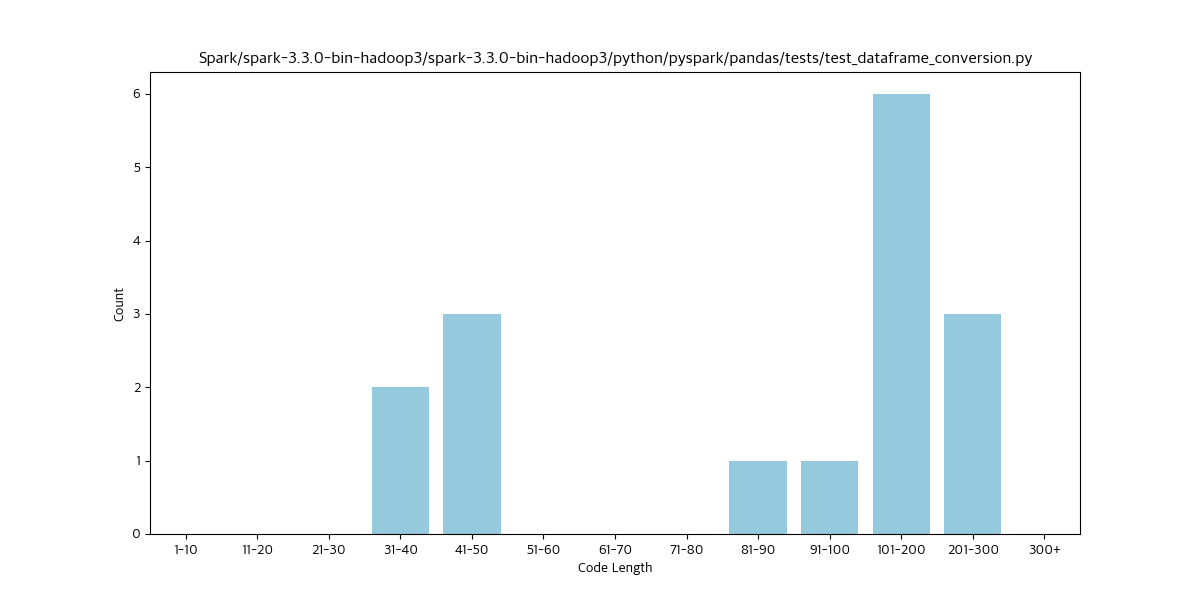 Spark/spark-3.3.0-bin-hadoop3/spark-3.3.0-bin-hadoop3/python/pyspark/pandas/tests/test_dataframe_conversion.py
6
5
4
3
2
1
0
Count
1-10 11-20 21-30 31-40 41-50 51-60 61-70 71-80 81-90 91-100 101-200 201-300 300+
Code Length